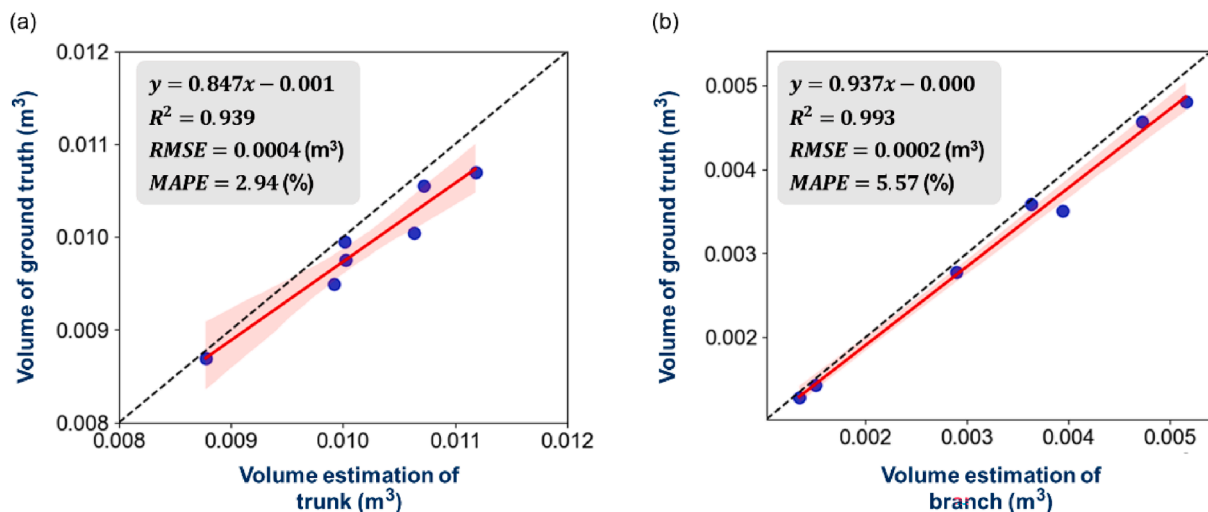 (a)
0.012
0.011
0.010
0.009
0.008
Volume of ground truth (m³)
y = 0.847x − 0.001
R² = 0.939
RMSE = 0.0004 (m³)
MAPE = 2.94 (%)
0.008 0.009 0.010 0.011 0.012
Volume estimation of
trunk (m³)
(b)
0.005
0.004
0.003
0.002
Volume of ground truth (m³)
y = 0.937x − 0.000
R² = 0.993
RMSE = 0.0002 (m³)
MAPE = 5.57 (%)
0.002 0.003 0.004 0.005
Volume estimation of
branch (m³)